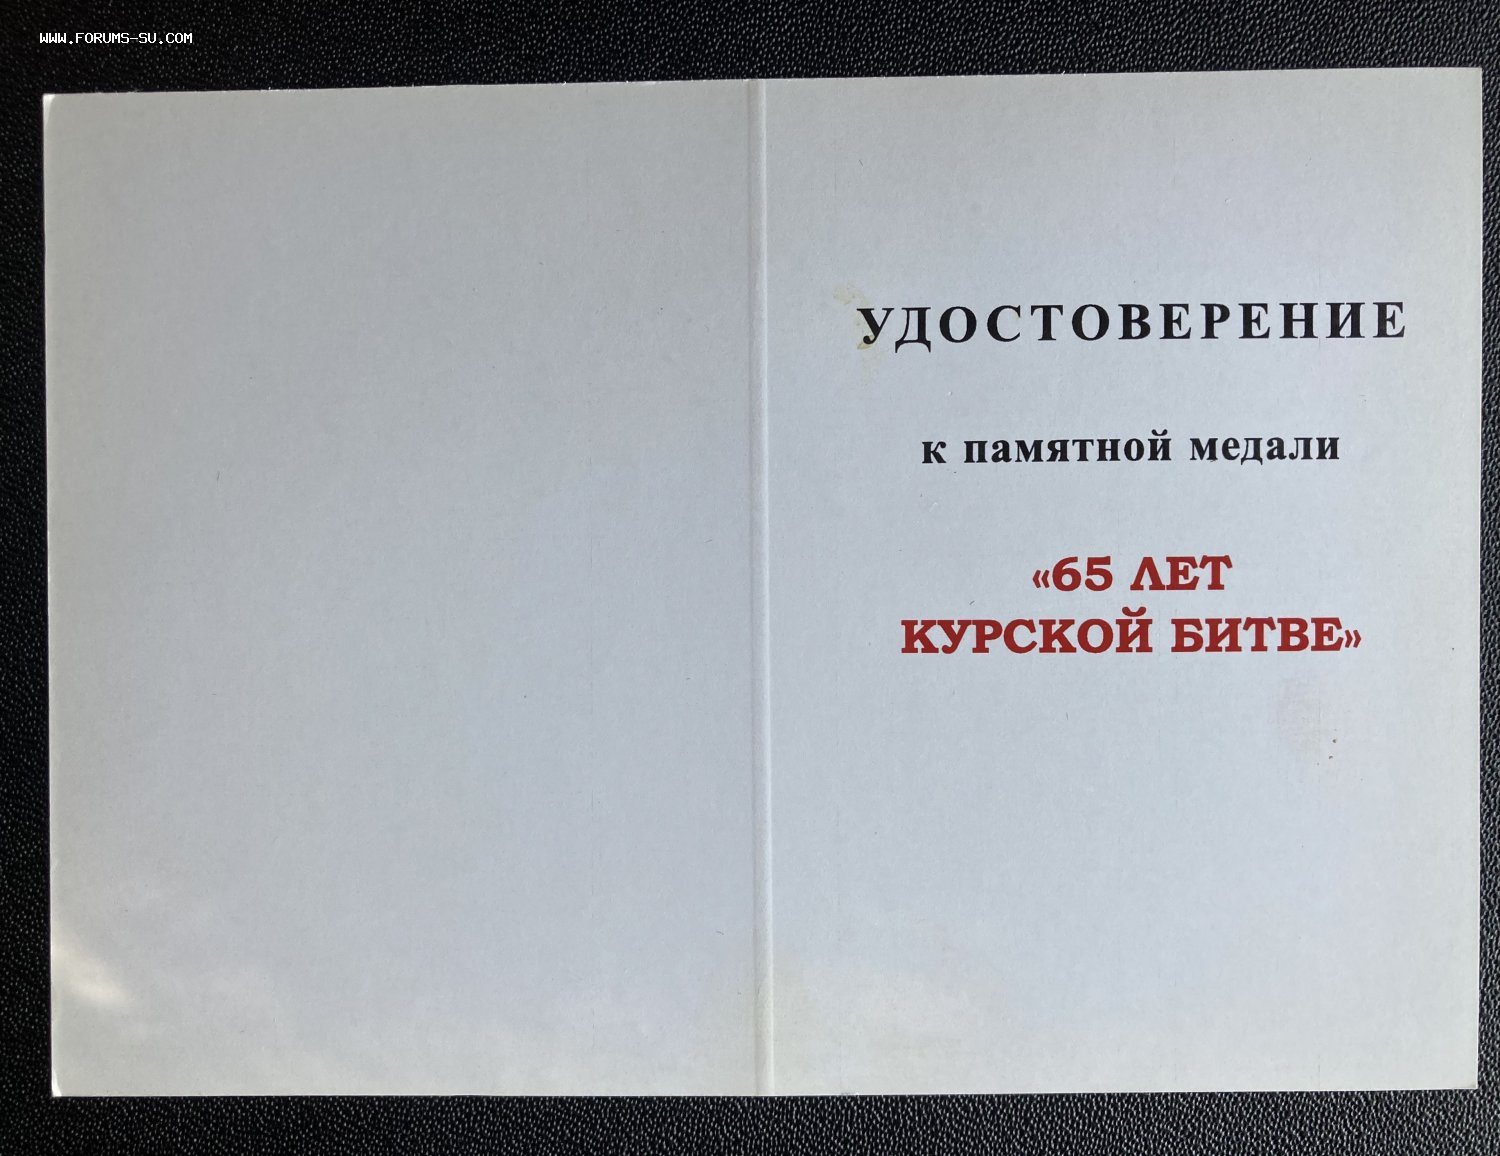 WWW.FORUMS-SU.COM
УДОСТОВЕРЕНИЕ
к памятной медали
«65 ЛЕТ
КУРСКОЙ БИТВЕ»